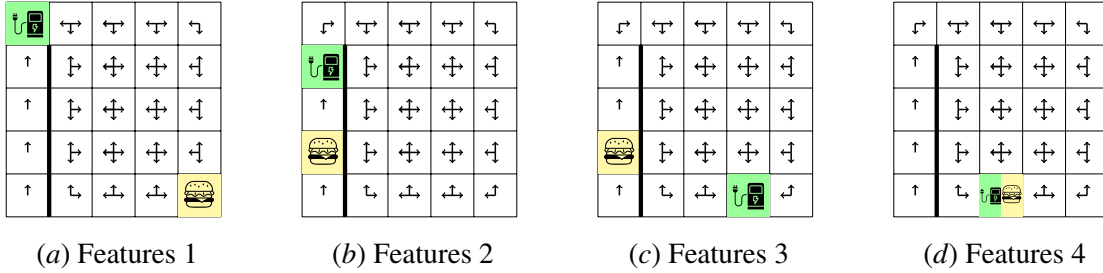 (a) Features 1
(b) Features 2
(c) Features 3
(d) Features 4